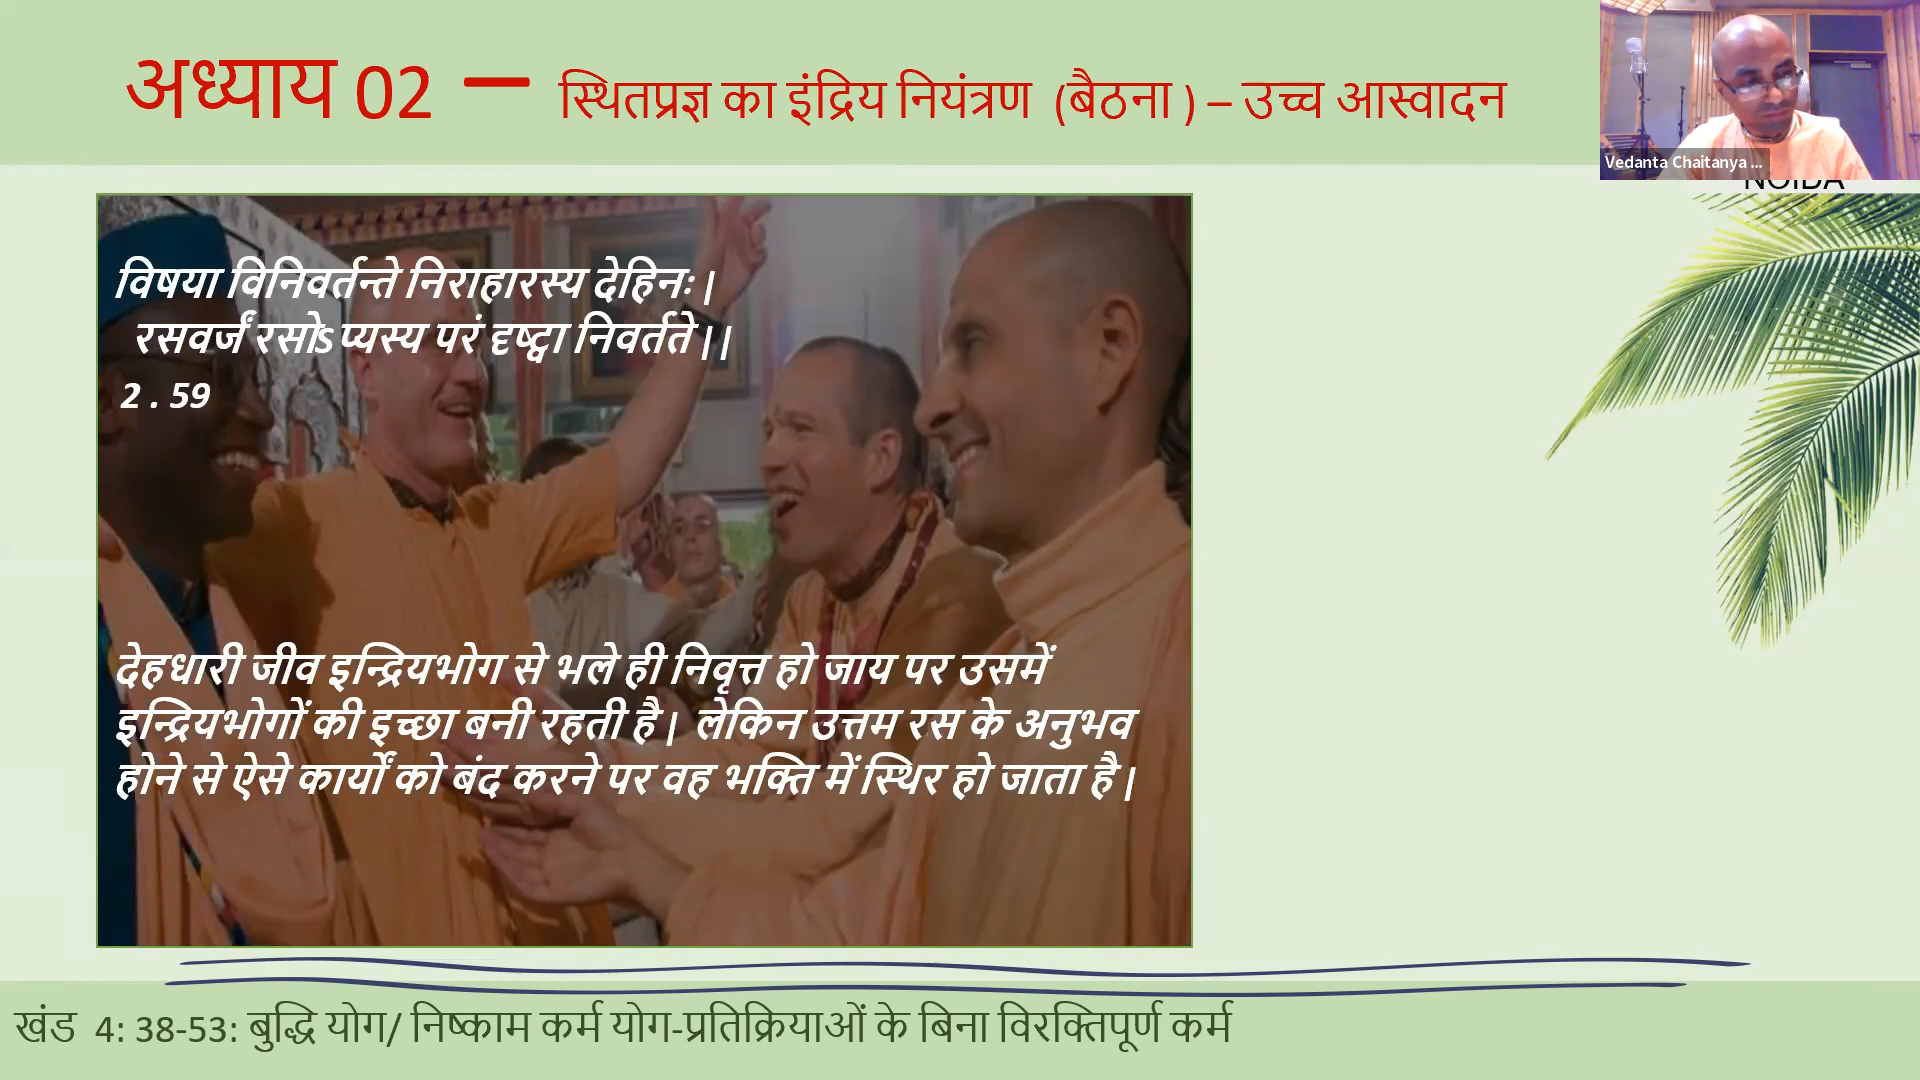 अध्याय 02 – स्थितप्रज्ञ का इंद्रिय नियंत्रण (बैठना ) – उच्च आस्वादन
Vedanta Chaitanya ...
NOIDA
विषया विनिवर्तन्ते निराहारस्य देहिनः |
रसवर्जं रसोऽप्यस्य परं दृष्ट्वा निवर्तते ||
2 . 59
देहधारी जीव इन्द्रियभोग से भले ही निवृत्त हो जाय पर उसमें
इन्द्रियभोगों की इच्छा बनी रहती है | लेकिन उत्तम रस के अनुभव
होने से ऐसे कार्यों को बंद करने पर वह भक्ति में स्थिर हो जाता है |
खंड 4: 38-53: बुद्धि योग/ निष्काम कर्म योग-प्रतिक्रियाओं के बिना विरक्तिपूर्ण कर्म